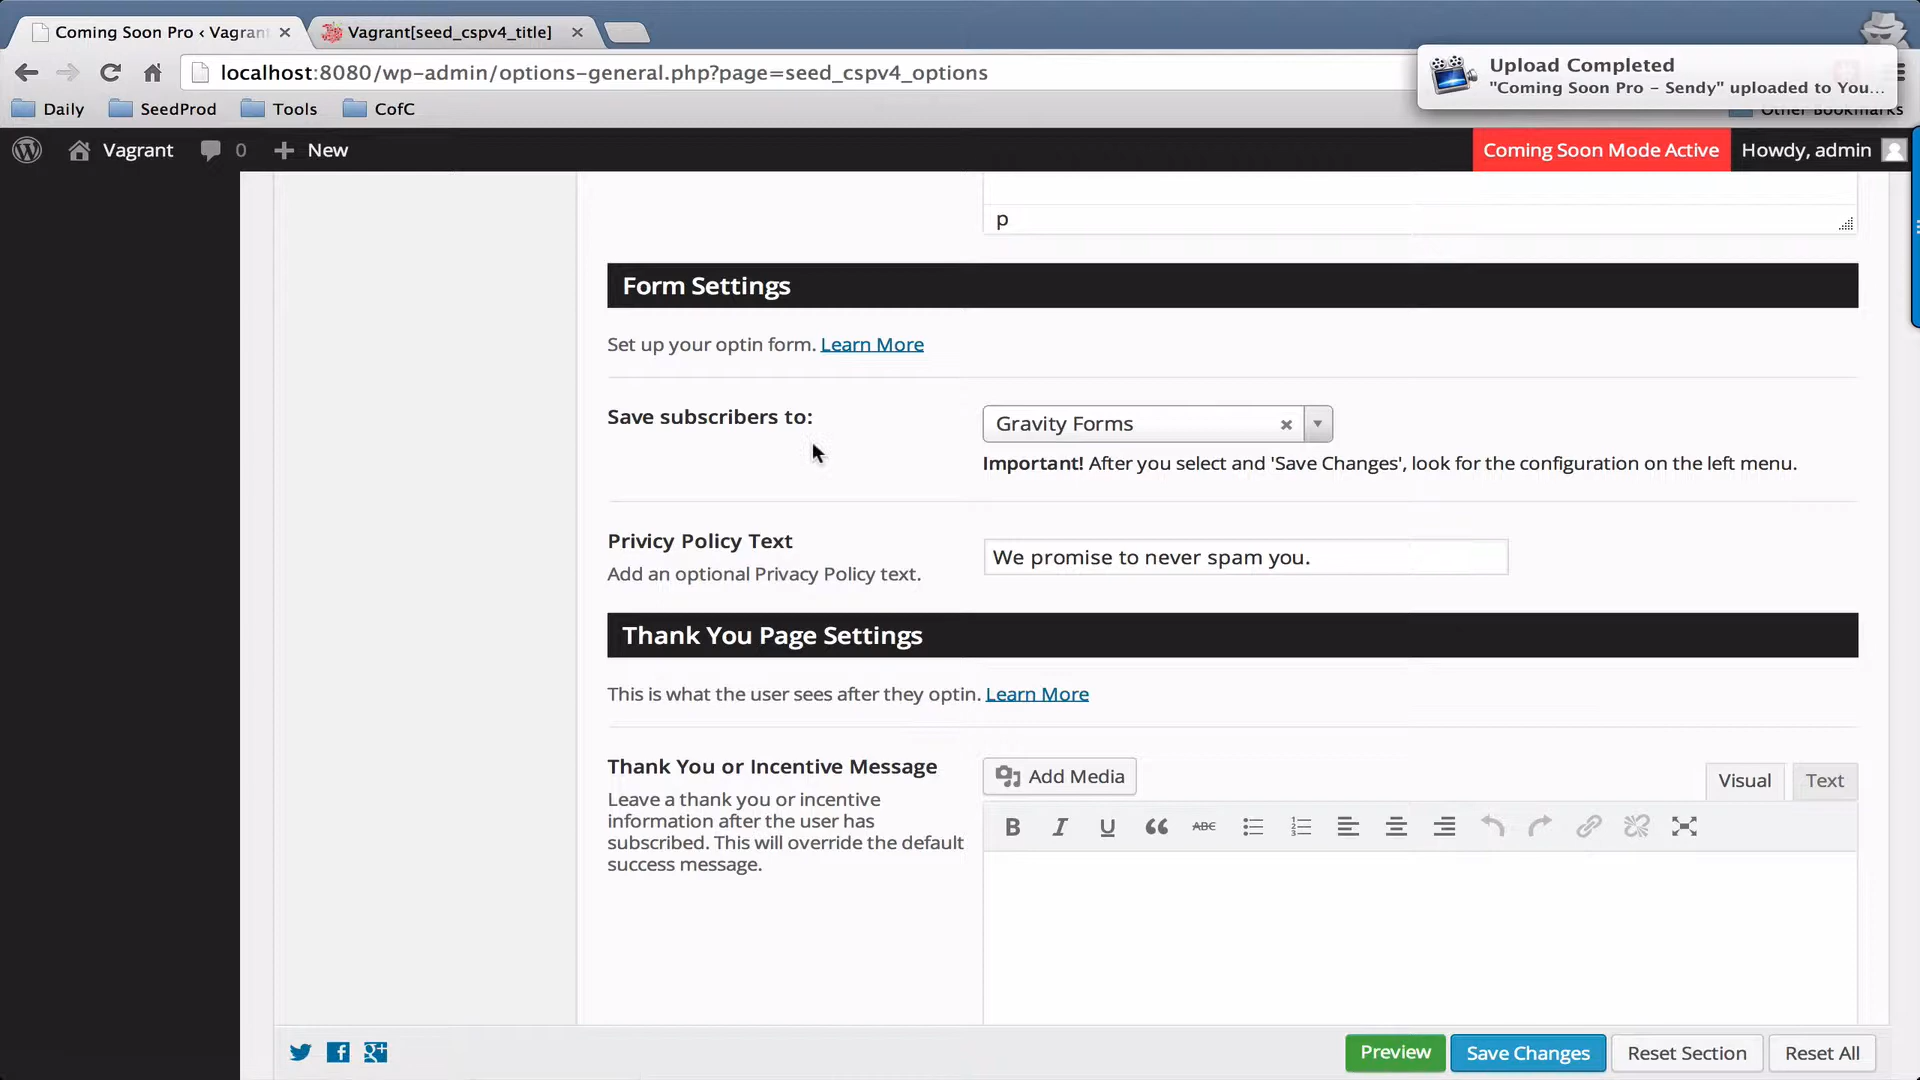 Coming Soon Pro ‹ Vagran
Vagrant[seed_cspv4_title]
localhost:8080/wp-admin/options-general.php?page=seed_cspv4_options
Upload Completed
"Coming Soon Pro – Sendy" uploaded to You...
Daily
SeedProd
Tools
CofC
Other Bookmarks
Vagrant
0
New
Coming Soon Mode Active
Howdy, admin
p
Form Settings
Set up your optin form. Learn More
Save subscribers to:
Gravity Forms
Important! After you select and 'Save Changes', look for the configuration on the left menu.
Privicy Policy Text
Add an optional Privacy Policy text.
We promise to never spam you.
Thank You Page Settings
This is what the user sees after they optin. Learn More
Thank You or Incentive Message
Leave a thank you or incentive
information after the user has
subscribed. This will override the default
success message.
Add Media
Visual
Text
B I U ABC
Preview
Save Changes
Reset Section
Reset All